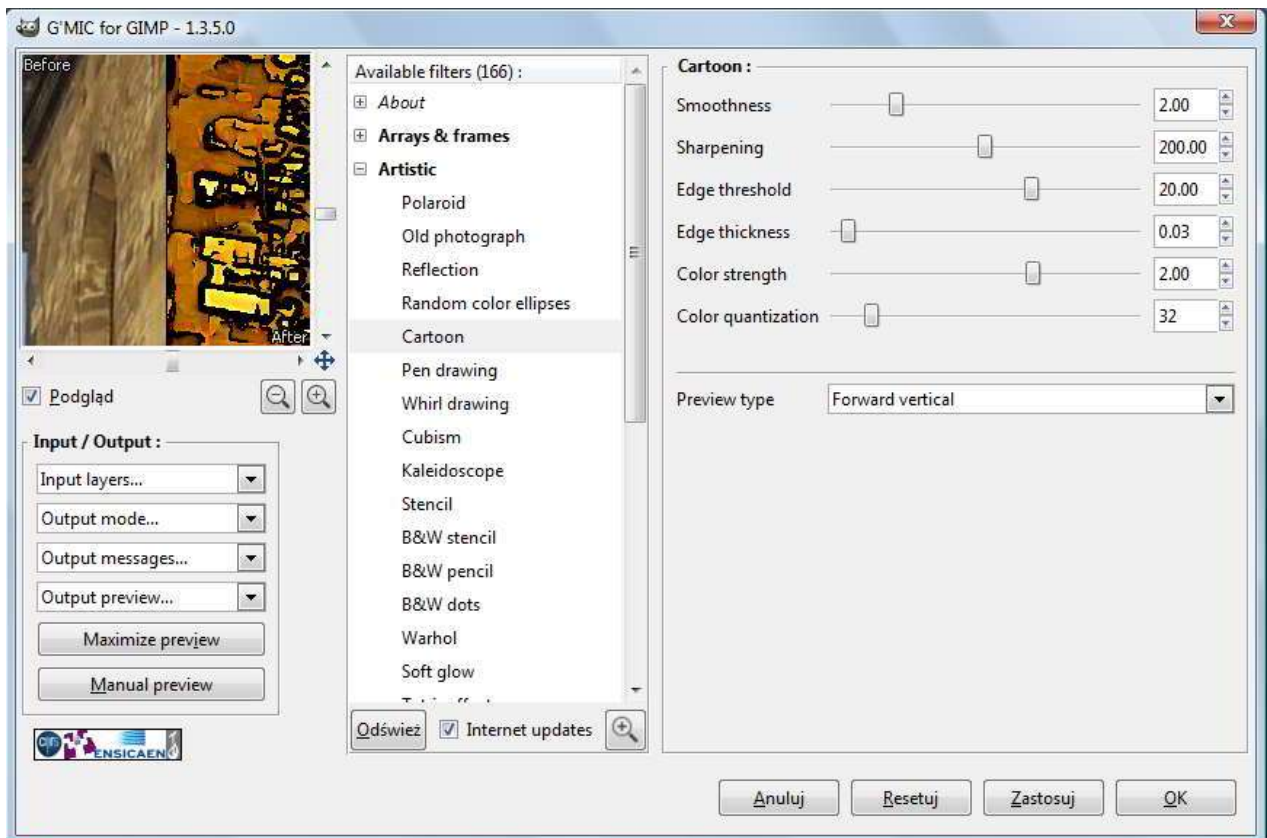 G'MIC for GIMP - 1.3.5.0
Before
After
Podgląd
Input / Output :
Input layers...
Output mode...
Output messages...
Output preview...
Maximize preview
Manual preview
ENSICAEN
Available filters (166) :
About
Arrays & frames
Artistic
Polaroid
Old photograph
Reflection
Random color ellipses
Cartoon
Pen drawing
Whirl drawing
Cubism
Kaleidoscope
Stencil
B&W stencil
B&W pencil
B&W dots
Warhol
Soft glow
Odśwież
Internet updates
Cartoon :
Smoothness 2.00
Sharpening 200.00
Edge threshold 20.00
Edge thickness 0.03
Color strength 2.00
Color quantization 32
Preview type Forward vertical
Anuluj Resetuj Zastosuj OK